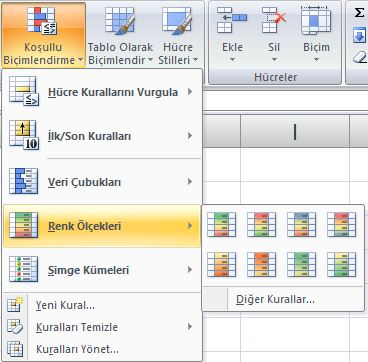 Koşullu
Biçimlendirme
Tablo Olarak
Biçimlendir
Hücre
Stilleri
Ekle
Sil
Biçim
Hücreler
Σ
Hücre Kurallarını Vurgula
İlk/Son Kuralları
10
Veri Çubukları
Renk Ölçekleri
Simge Kümeleri
Yeni Kural...
Kuralları Temizle
Kuralları Yönet...
I
Diğer Kurallar...